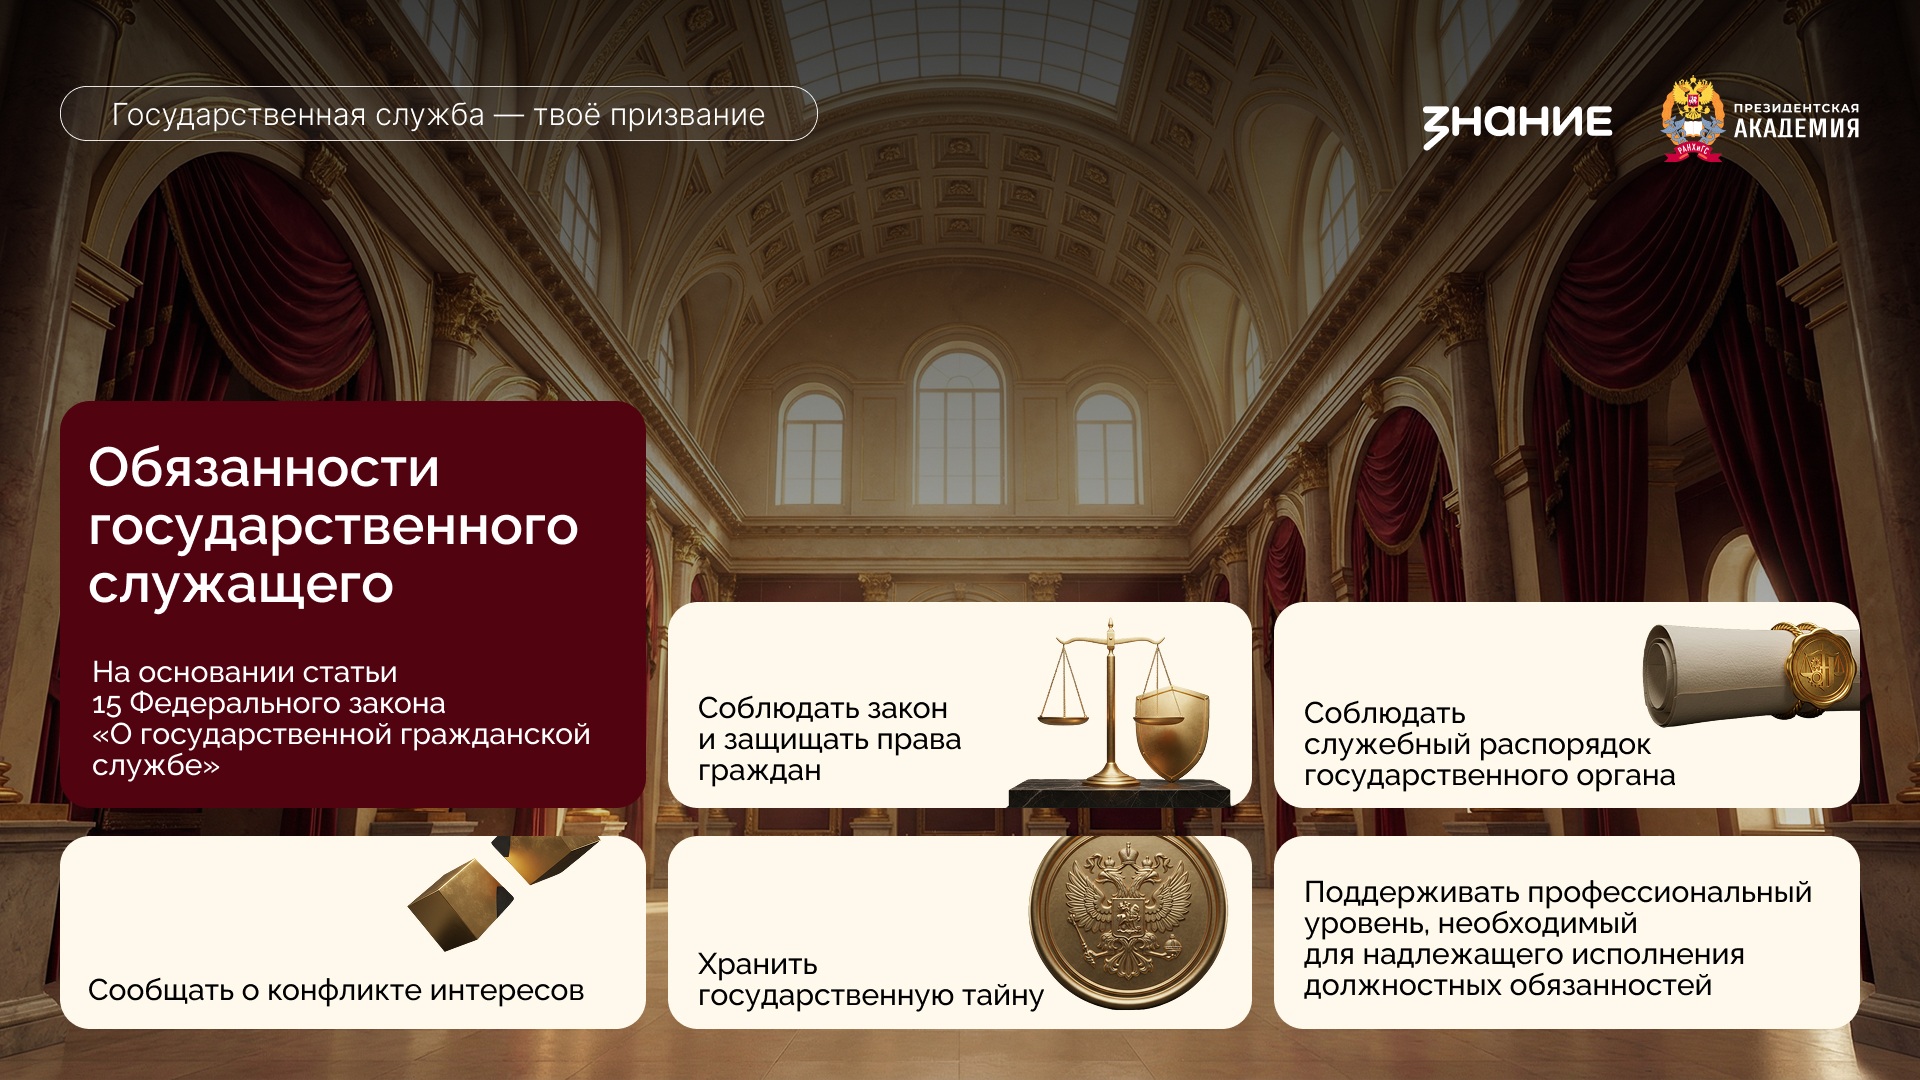 Государственная служба — твоё призвание
знание
ПРЕЗИДЕНТСКАЯ
АКАДЕМИЯ
РАНХиГС
Обязанности
государственного
служащего
На основании статьи
15 Федерального закона
«О государственной гражданской
службе»
Соблюдать закон
и защищать права
граждан
Соблюдать
служебный распорядок
государственного органа
Сообщать о конфликте интересов
Хранить
государственную тайну
Поддерживать профессиональный
уровень, необходимый
для надлежащего исполнения
должностных обязанностей